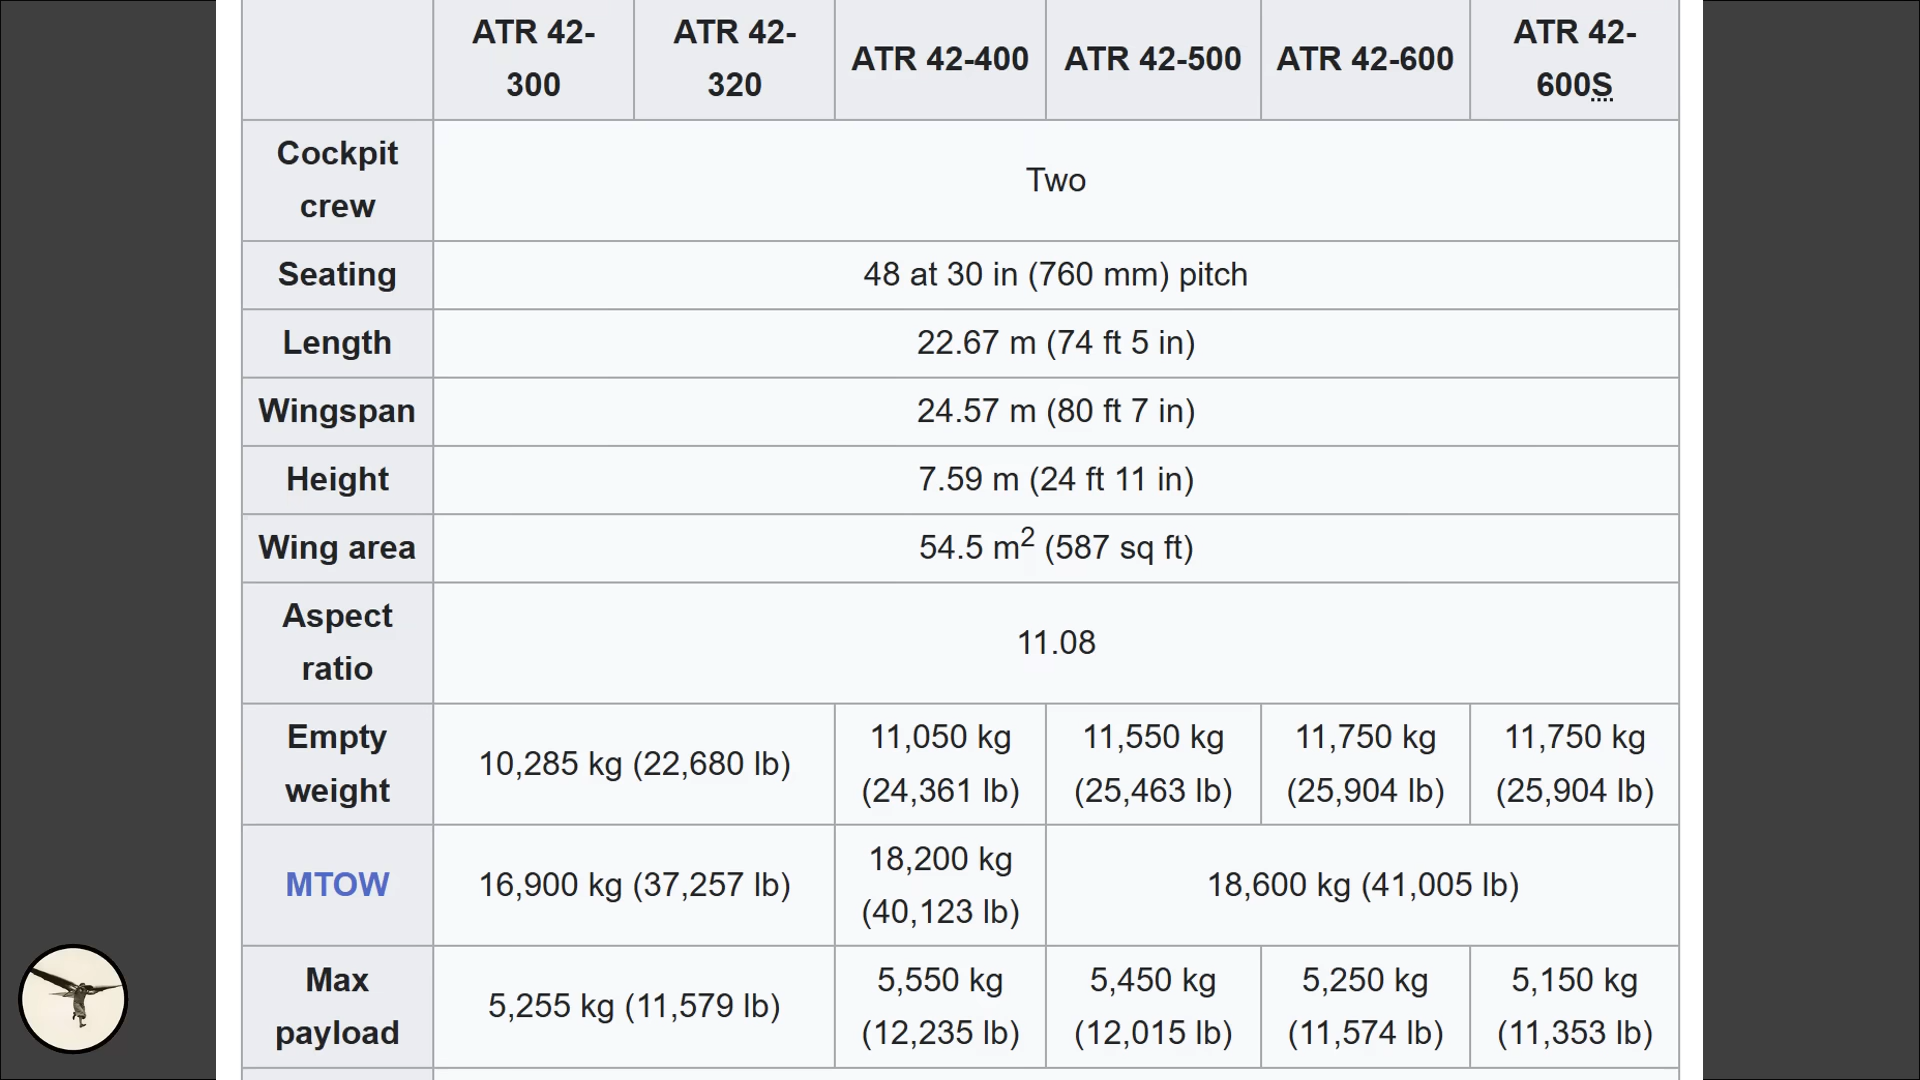 ATR 42-
300
ATR 42-
320
ATR 42-400
ATR 42-500
ATR 42-600
ATR 42-
600S
Cockpit
crew
Two
Seating
48 at 30 in (760 mm) pitch
Length
22.67 m (74 ft 5 in)
Wingspan
24.57 m (80 ft 7 in)
Height
7.59 m (24 ft 11 in)
Wing area
54.5 m² (587 sq ft)
Aspect
ratio
11.08
Empty
weight
10,285 kg (22,680 lb)
11,050 kg
(24,361 lb)
11,550 kg
(25,463 lb)
11,750 kg
(25,904 lb)
11,750 kg
(25,904 lb)
MTOW
16,900 kg (37,257 lb)
18,200 kg
(40,123 lb)
18,600 kg (41,005 lb)
Max
payload
5,255 kg (11,579 lb)
5,550 kg
(12,235 lb)
5,450 kg
(12,015 lb)
5,250 kg
(11,574 lb)
5,150 kg
(11,353 lb)